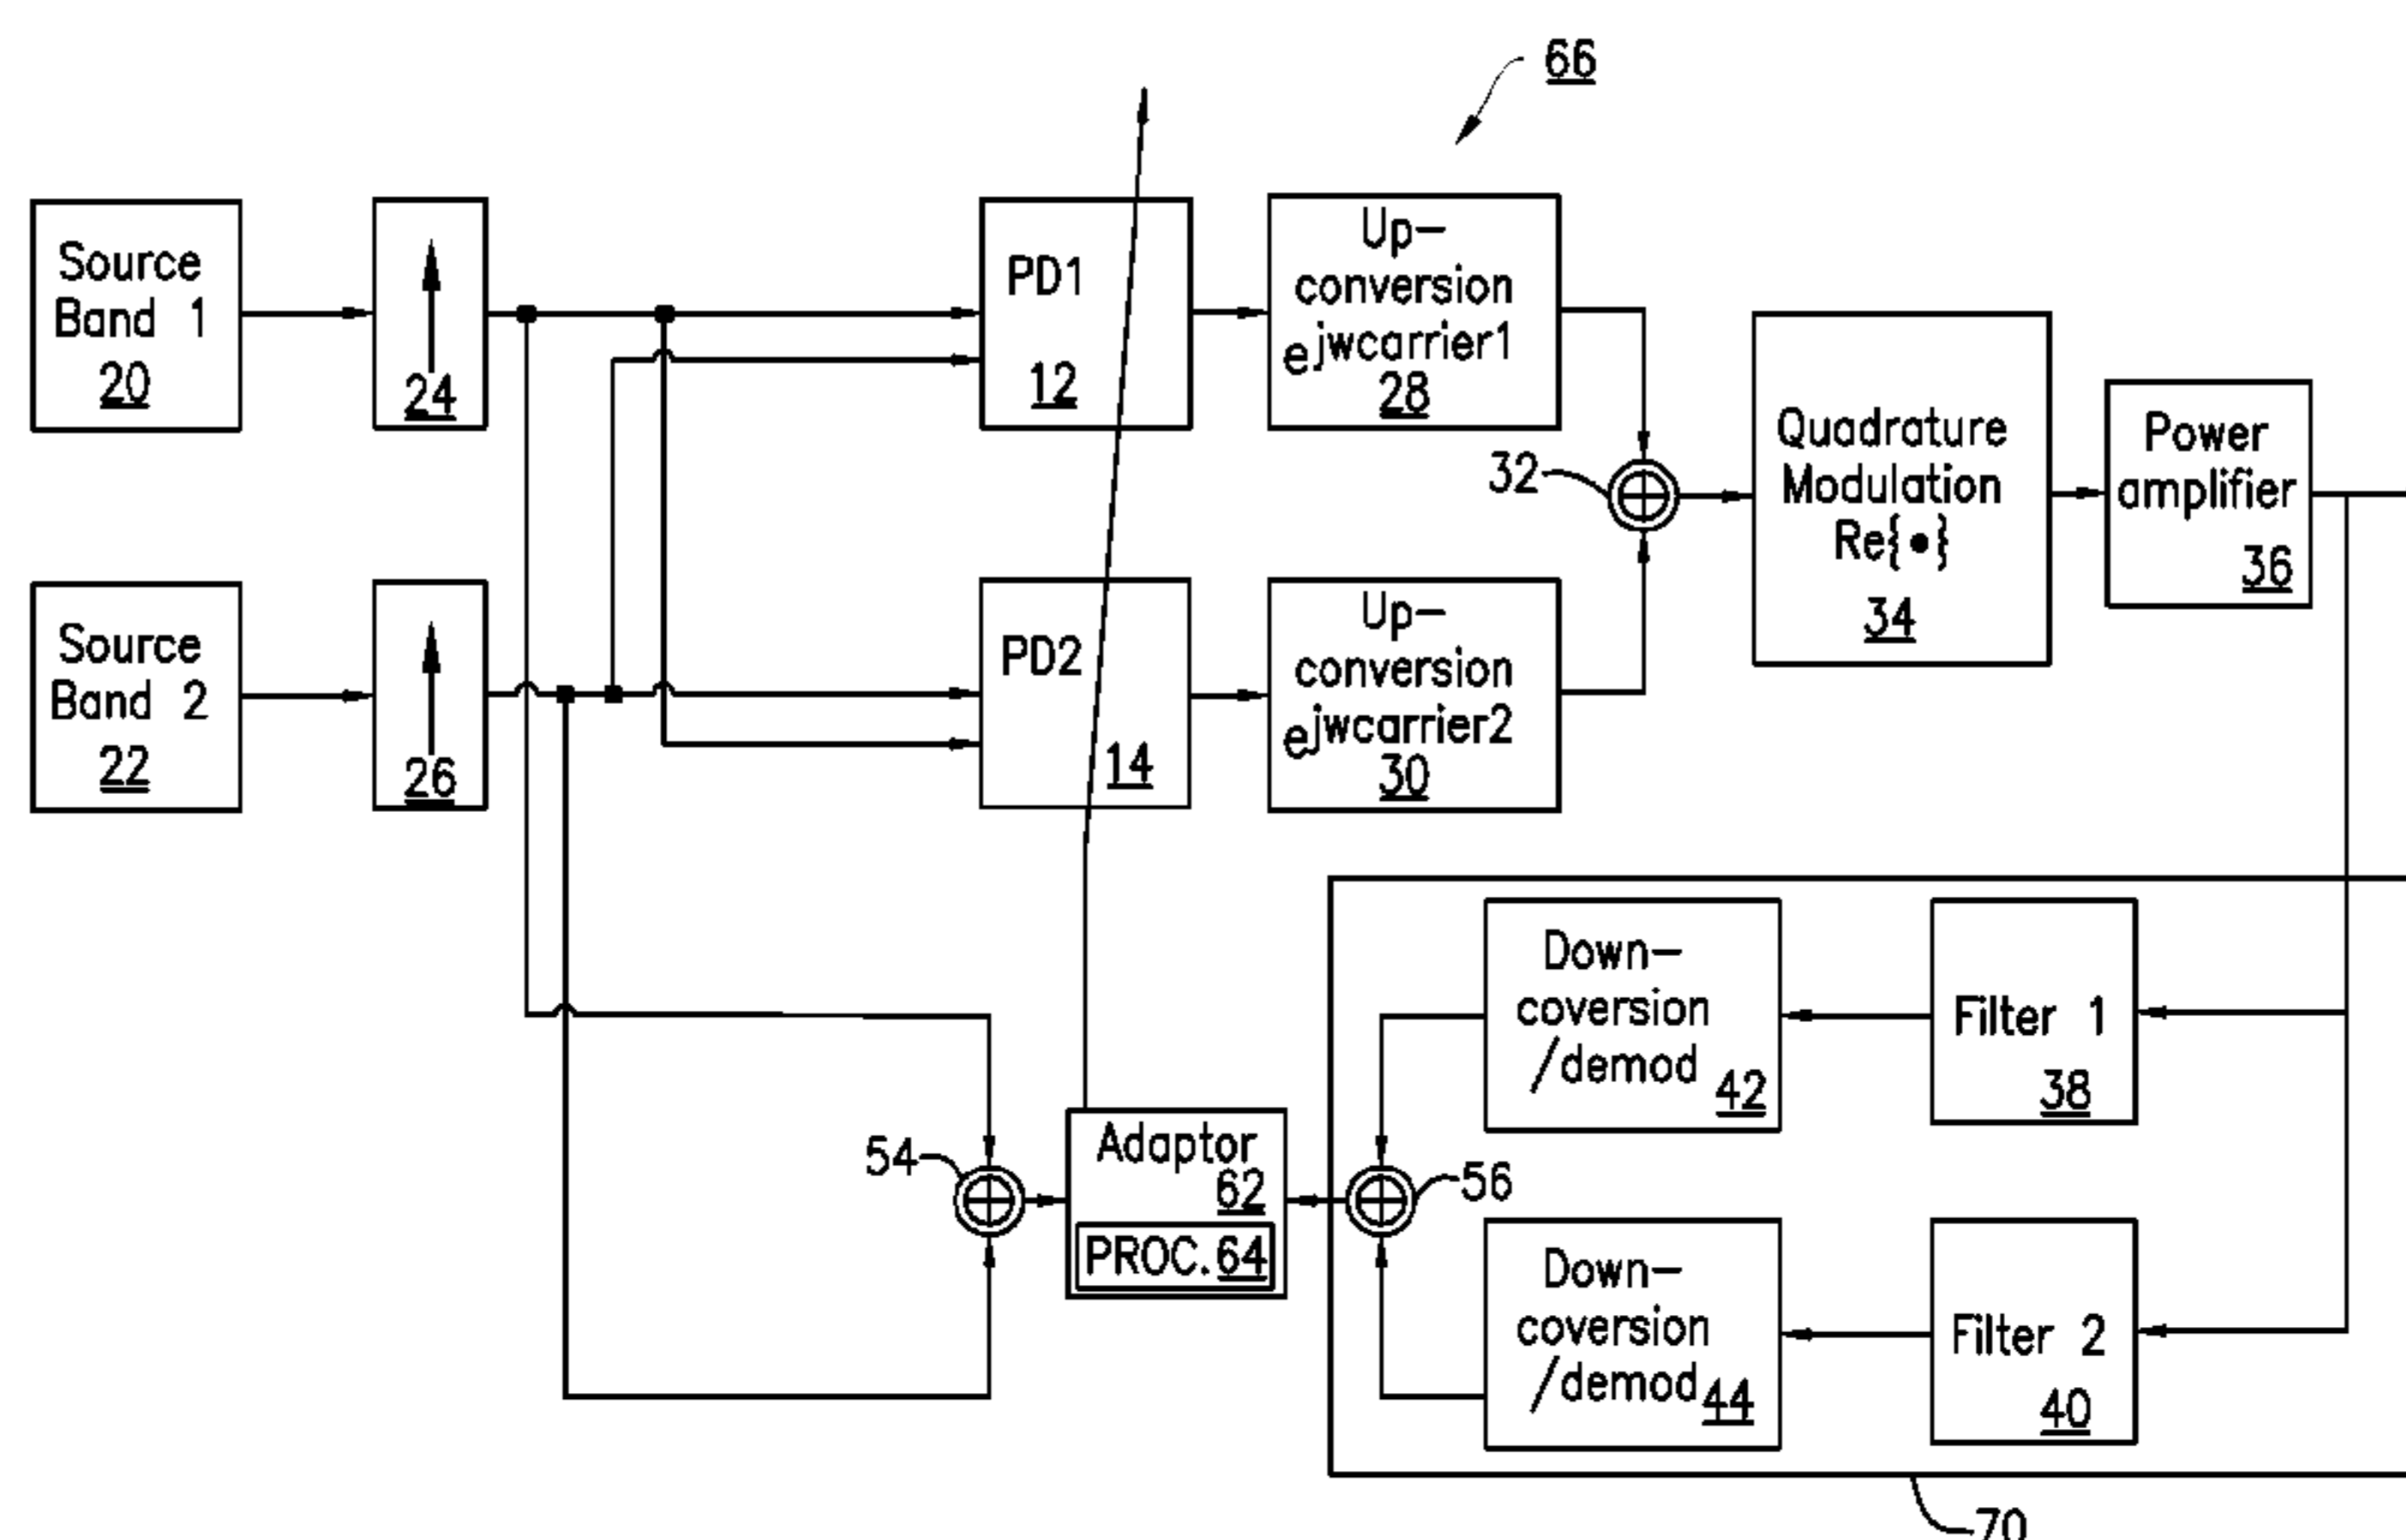 66
Source
Band 1
20
24
PD1
12
Up-
conversion
ejwcarrier1
28
32
Quadrature
Modulation
Re{•}
34
Power
amplifier
36
Source
Band 2
22
26
PD2
14
Up-
conversion
ejwcarrier2
30
Down-
coversion
/demod
42
Filter 1
38
54
Adaptor
62
PROC. 64
56
Down-
coversion
/demod
44
Filter 2
40
70